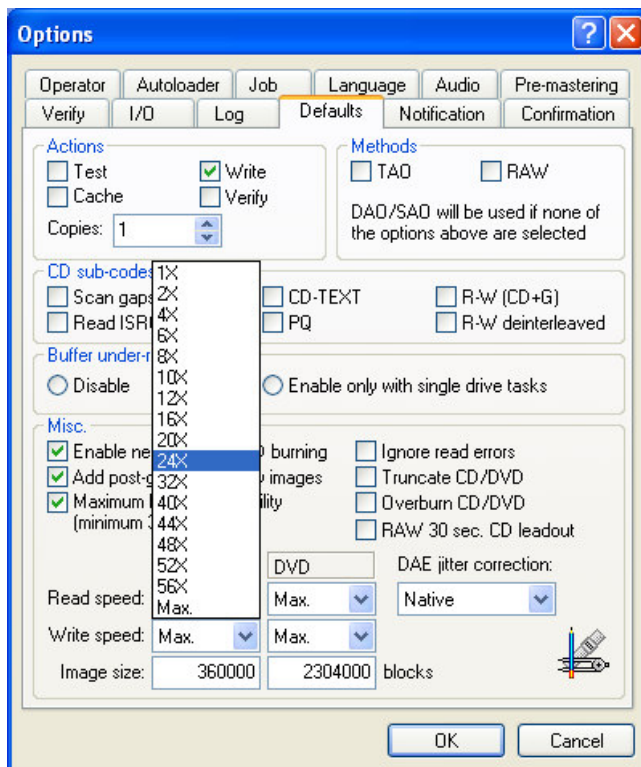 Options
Operator Autoloader Job Language Audio Pre-mastering
Verify I/O Log Defaults Notification Confirmation
Actions
Test Write
Cache Verify
Copies: 1
Methods
TAO RAW
DAO/SAO will be used if none of
the options above are selected
CD sub-codes
Scan gaps CD-TEXT R-W (CD+G)
Read ISR PQ R-W deinterleaved
Buffer under-r
Disable Enable only with single drive tasks
Misc.
Enable ne burning Ignore read errors
Add post-g images Truncate CD/DVD
Maximum ility Overburn CD/DVD
(minimum RAW 30 sec. CD leadout
1X
2X
4X
6X
8X
10X
12X
16X
20X
24X
32X
40X
44X
48X
52X
56X
Max.
DVD DAE jitter correction:
Read speed: Max. Native
Write speed: Max. Max.
Image size: 360000 2304000 blocks
OK Cancel